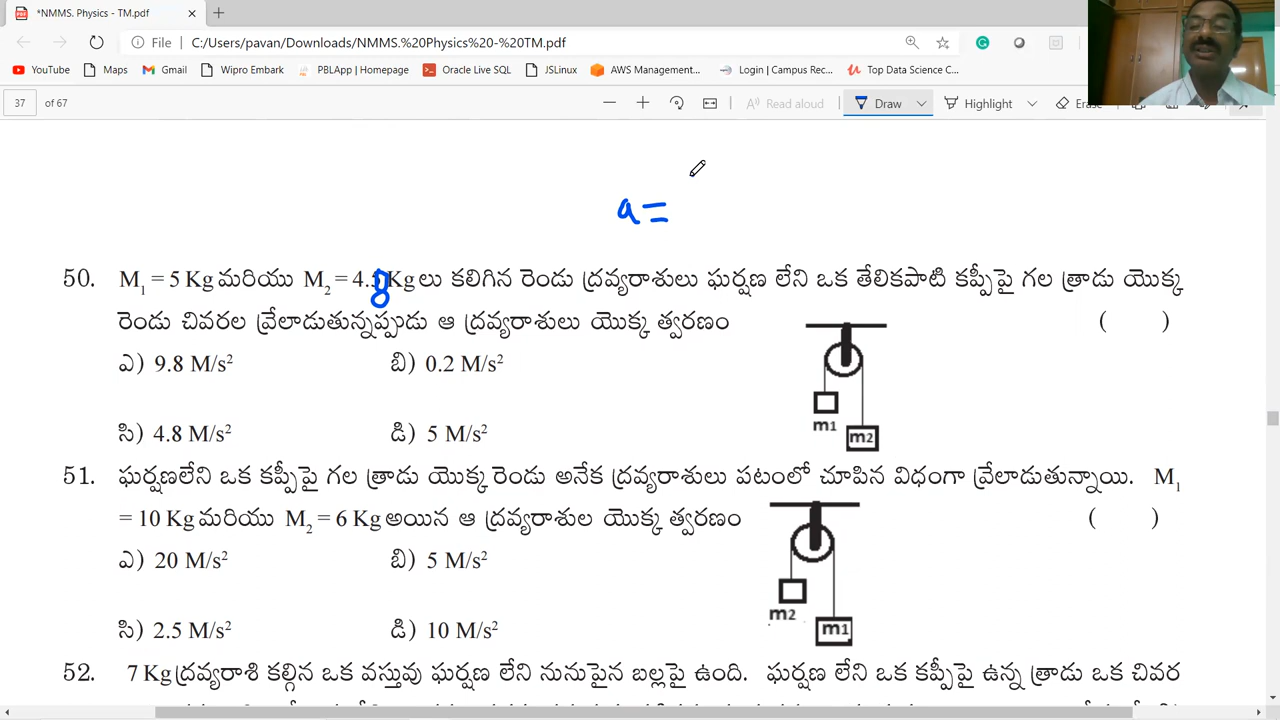 *NMMS. Physics - TM.pdf
File C:/Users/pavan/Downloads/NMMS.%20Physics%20-%20TM.pdf
YouTube Maps Gmail Wipro Embark PBLApp | Homepage Oracle Live SQL JSLinux AWS Management... Login | Campus Rec... Top Data Science C...
37 of 67 Read aloud Draw Highlight Erase
a =
50. M₁ = 5 Kg మరియు M₂ = 4.8 Kg లు కలిగిన రెండు ద్రవ్యరాశులు ఘర్షణ లేని ఒక తేలికపాటి కప్పీపై గల త్రాడు యొక్క
రెండు చివరల వ్రేలాడుతున్నప్పుడు ఆ ద్రవ్యరాశులు యొక్క త్వరణం ( )
ఎ) 9.8 M/s² బి) 0.2 M/s²
సి) 4.8 M/s² డి) 5 M/s²
m1
m2
51. ఘర్షణలేని ఒక కప్పీపై గల త్రాడు యొక్క రెండు అనేక ద్రవ్యరాశులు పటంలో చూపిన విధంగా వ్రేలాడుతున్నాయి. M₁
= 10 Kg మరియు M₂ = 6 Kg అయిన ఆ ద్రవ్యరాశుల యొక్క త్వరణం ( )
ఎ) 20 M/s² బి) 5 M/s²
సి) 2.5 M/s² డి) 10 M/s²
m2
m1
52. 7 Kg ద్రవ్యరాశి కల్గిన ఒక వస్తువు ఘర్షణ లేని నునుపైన బల్లపై ఉంది. ఘర్షణ లేని ఒక కప్పీపై ఉన్న త్రాడు ఒక చివర